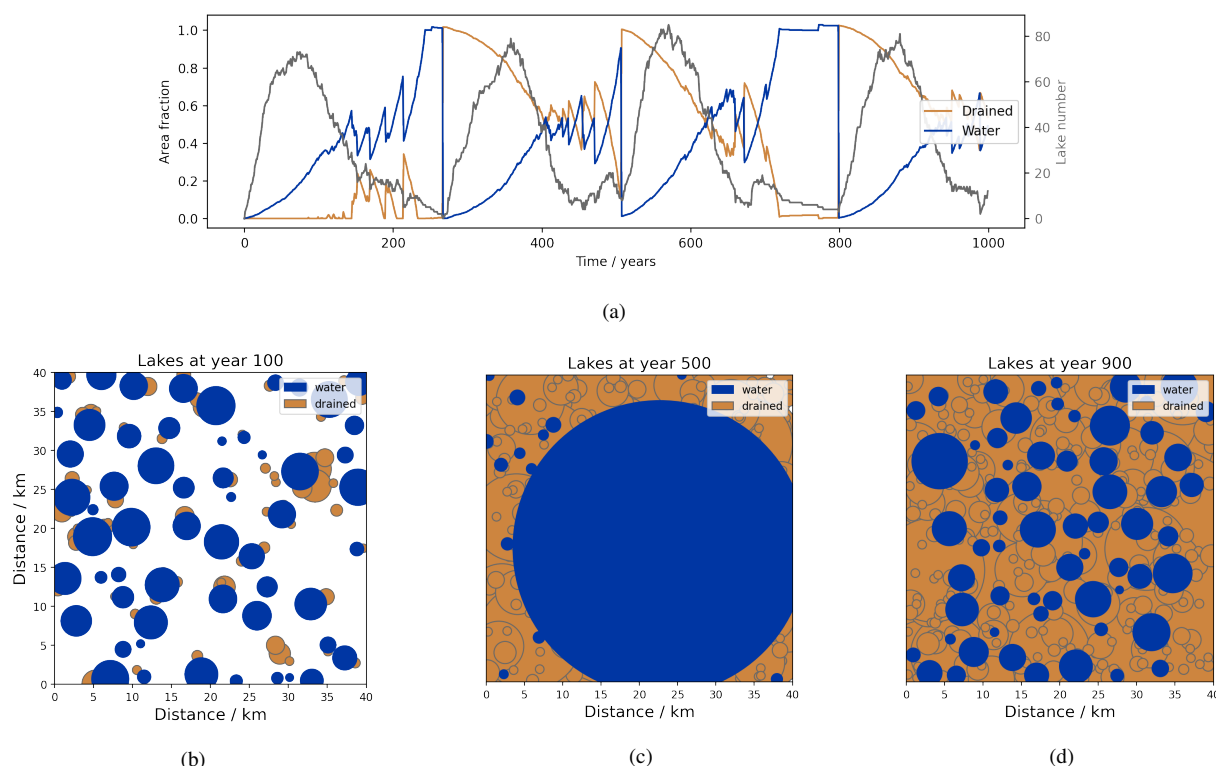 1.0
0.8
0.6
0.4
0.2
0.0
Area fraction
80
60
40
20
0
Lake number
Drained
Water
0 200 400 600 800 1000
Time / years
(a)
Lakes at year 100
water
drained
40
35
30
25
20
15
10
5
0
Distance / km
0 5 10 15 20 25 30 35 40
Distance / km
(b)
Lakes at year 500
water
drained
0 5 10 15 20 25 30 35 40
Distance / km
(c)
Lakes at year 900
water
drained
0 5 10 15 20 25 30 35 40
Distance / km
(d)